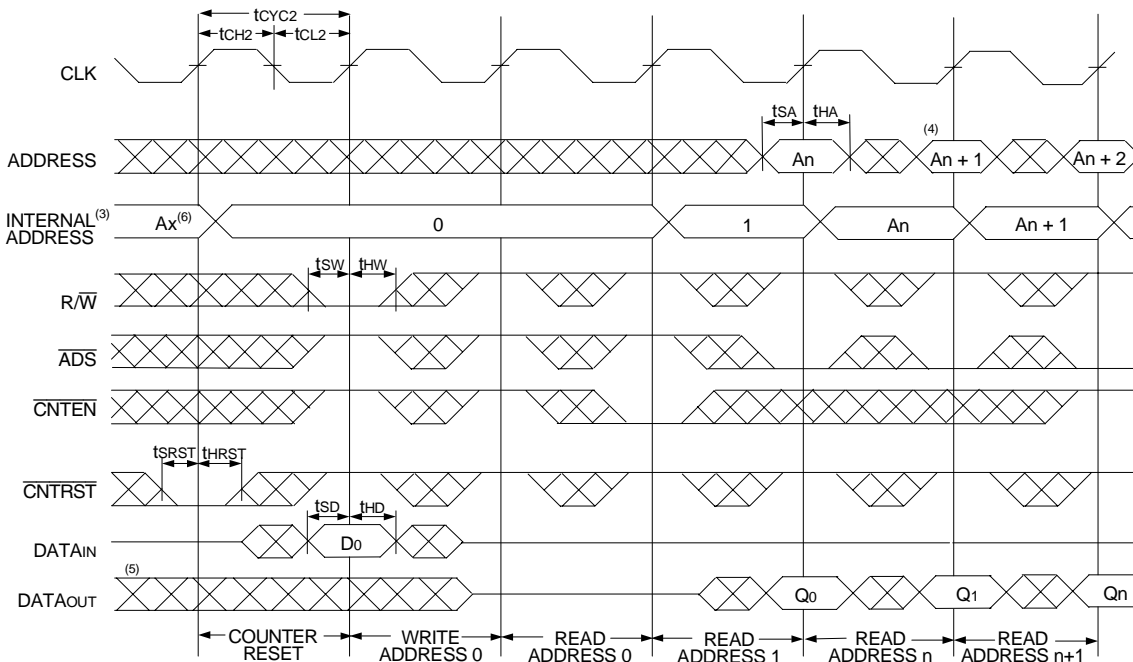 tCYC2
tCH2 tCL2
CLK
tSA tHA
(4)
ADDRESS An An + 1 An + 2
INTERNAL(3) ADDRESS Ax(6) 0 1 An An + 1
tSW tHW
R/W
ADS
CNTEN
tSRST tHRST
CNTRST
tSD tHD
DATAIN D0
(5)
DATAOUT Q0 Q1 Qn
COUNTER RESET
WRITE ADDRESS 0
READ ADDRESS 0
READ ADDRESS 1
READ ADDRESS n
READ ADDRESS n+1